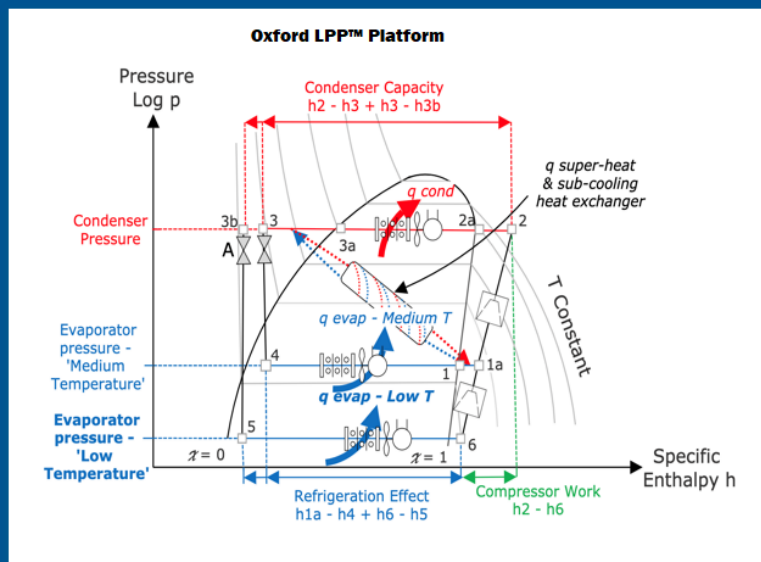 Oxford LPP™ Platform
Pressure
Log p
Condenser Capacity
h2 - h3 + h3 - h3b
q super-heat
& sub-cooling
heat exchanger
q cond
Condenser
Pressure
3b
3
3a
2a
2
A
T Constant
q evap - Medium T
Evaporator
pressure -
'Medium
Temperature'
4
1
1a
q evap - Low T
Evaporator
pressure -
'Low
Temperature'
5
6
x = 0
x = 1
Specific
Enthalpy h
Refrigeration Effect
h1a - h4 + h6 - h5
Compressor Work
h2 - h6